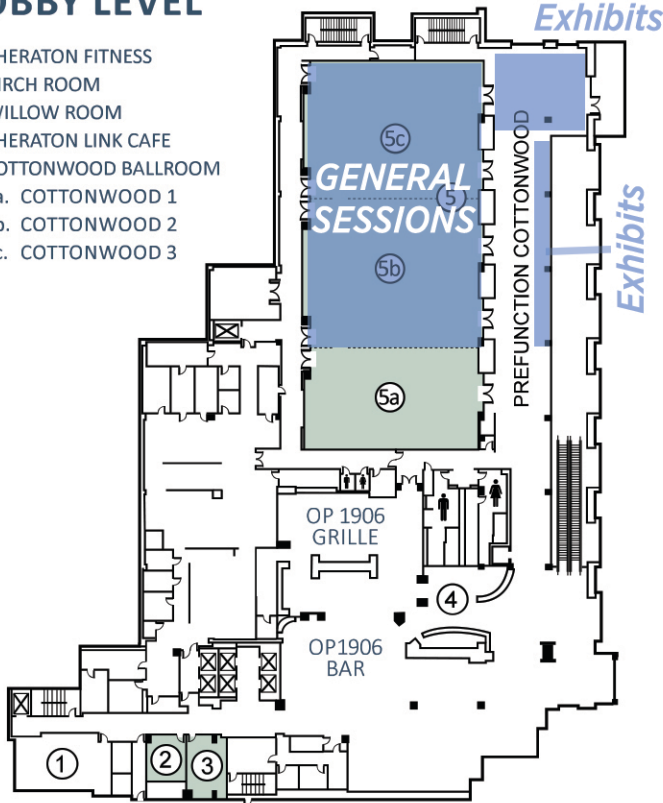 OBBY LEVEL
HERATON FITNESS
IRCH ROOM
ILLOW ROOM
HERATON LINK CAFE
OTTONWOOD BALLROOM
a. COTTONWOOD 1
b. COTTONWOOD 2
c. COTTONWOOD 3
Exhibits
5c
GENERAL
5
SESSIONS
5b
PREFUNCTION COTTONWOOD
Exhibits
5a
OP 1906
GRILLE
4
OP1906
BAR
1
2
3